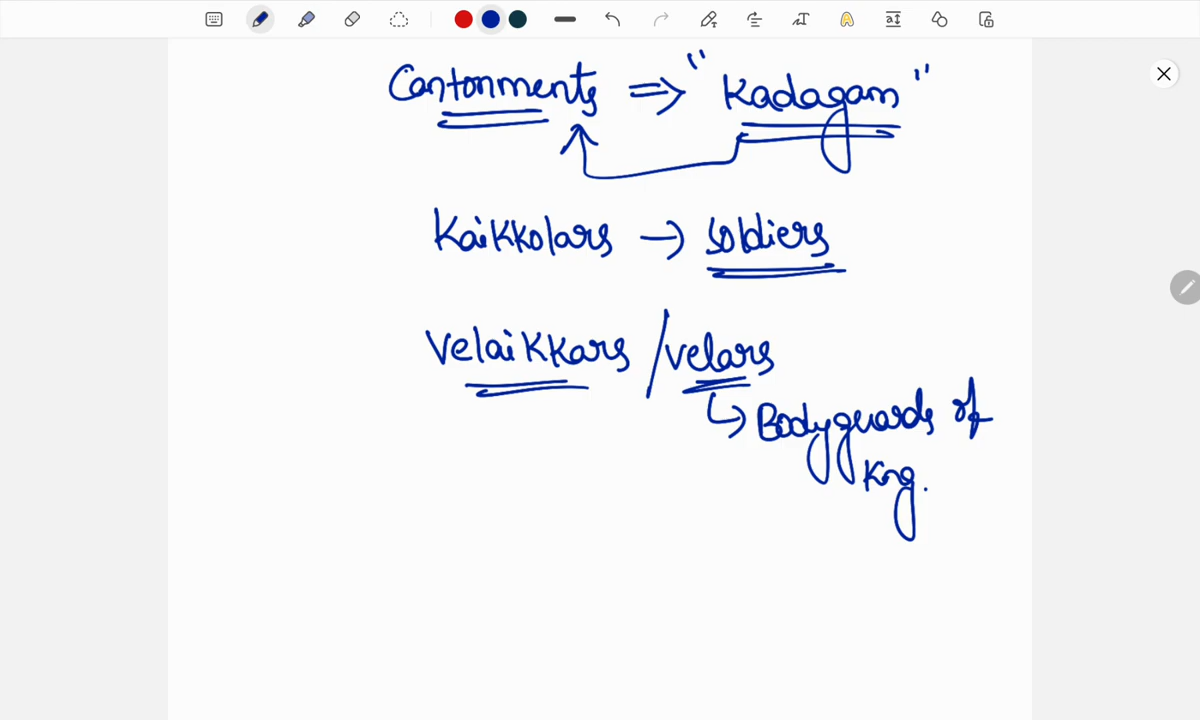 Cantonments => "Kadagam"
Kaikkolars → Soldiers
Velaikkars / Velars
↳ Bodyguards of
King.